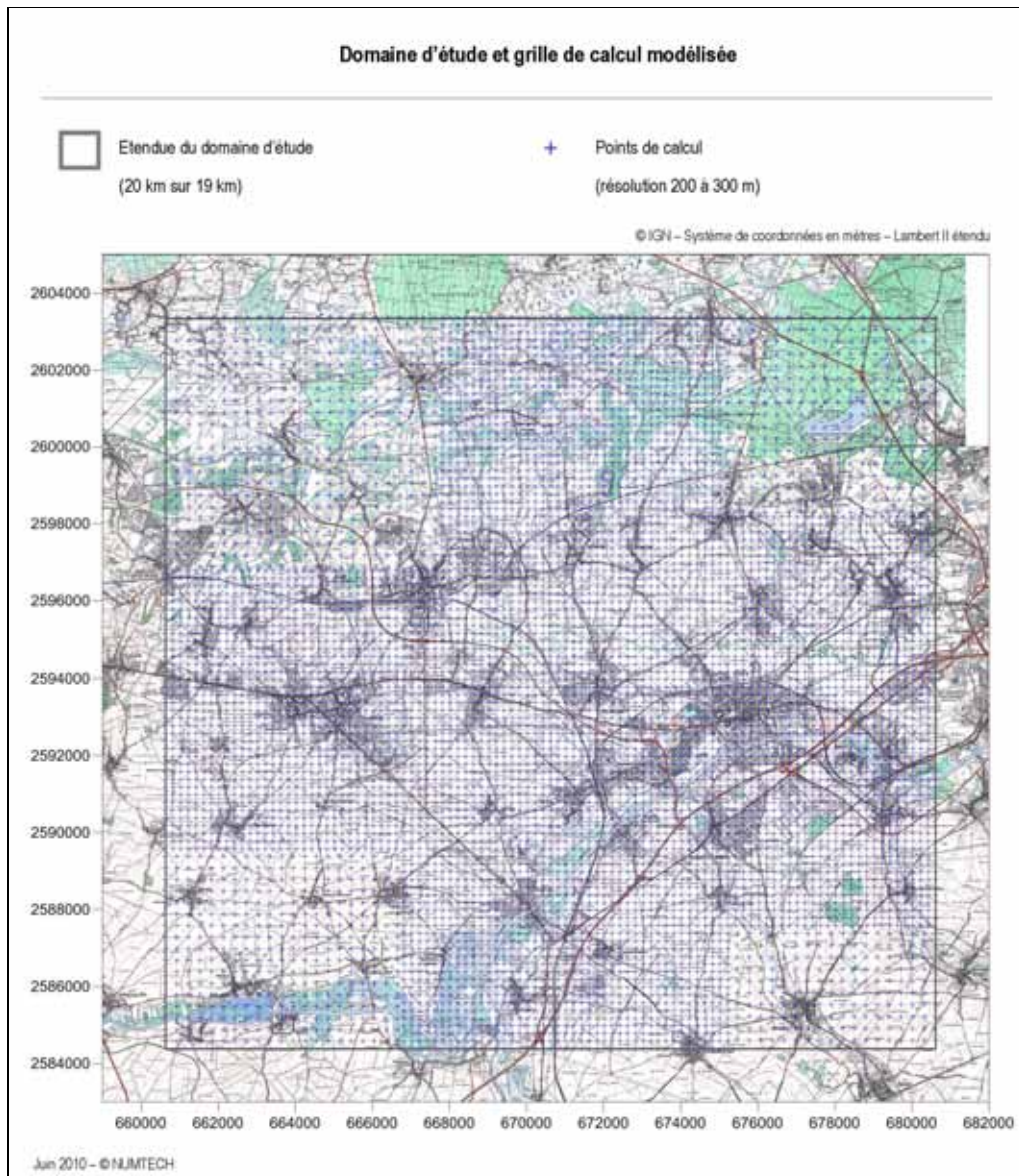 Domaine d'étude et grille de calcul modélisée
Etendue du domaine d'étude
(20 km sur 19 km)
Points de calcul
(résolution 200 à 300 m)
© IGN – Système de coordonnées en mètres – Lambert II étendu
2604000
2602000
2600000
2598000
2596000
2594000
2592000
2590000
2588000
2586000
2584000
660000 662000 664000 666000 668000 670000 672000 674000 676000 678000 680000 682000
Juin 2010 – © NUMTECH